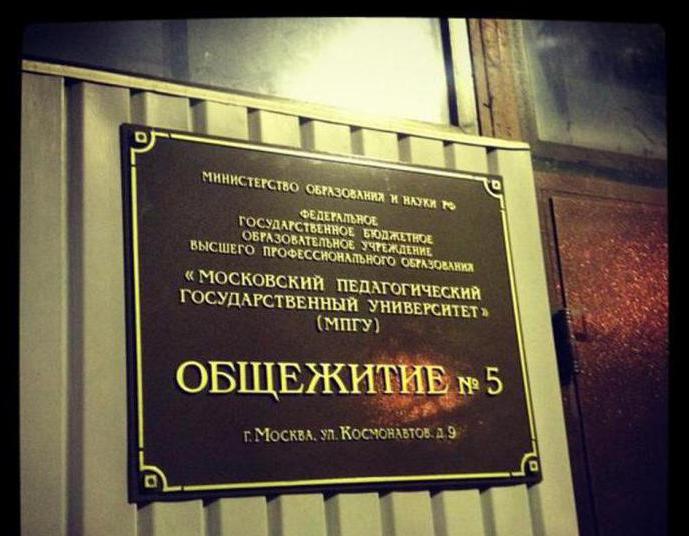 МИНИСТЕРСТВО ОБРАЗОВАНИЯ И НАУКИ РФ
ФЕДЕРАЛЬНОЕ
ГОСУДАРСТВЕННОЕ БЮДЖЕТНОЕ
ОБРАЗОВАТЕЛЬНОЕ УЧРЕЖДЕНИЕ
ВЫСШЕГО ПРОФЕССИОНАЛЬНОГО ОБРАЗОВАНИЯ
«МОСКОВСКИЙ ПЕДАГОГИЧЕСКИЙ
ГОСУДАРСТВЕННЫЙ УНИВЕРСИТЕТ»
(МПГУ)
ОБЩЕЖИТИЕ № 5
г. Москва, ул. Космонавтов, д. 9